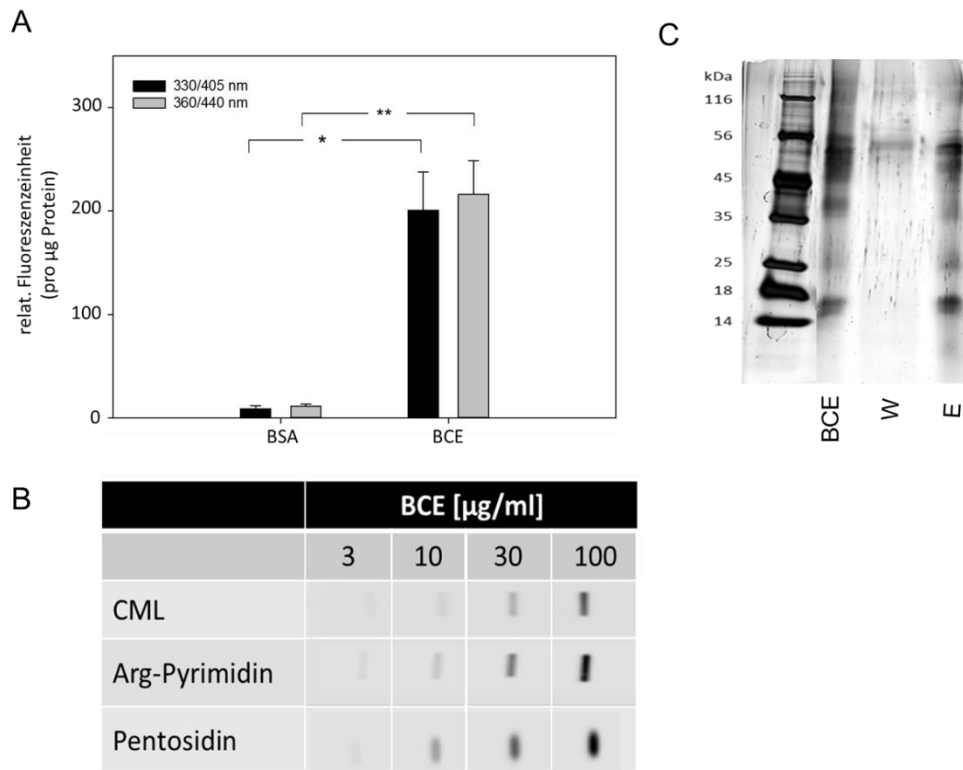 A
330/405 nm
360/440 nm
**
*
300
200
100
0
relat. Fluoreszenzeinheit
(pro µg Protein)
BSA
BCE
C
kDa
116
56
45
35
25
18
14
BCE
W
E
B
BCE [µg/ml]
3 10 30 100
CML
Arg-Pyrimidin
Pentosidin